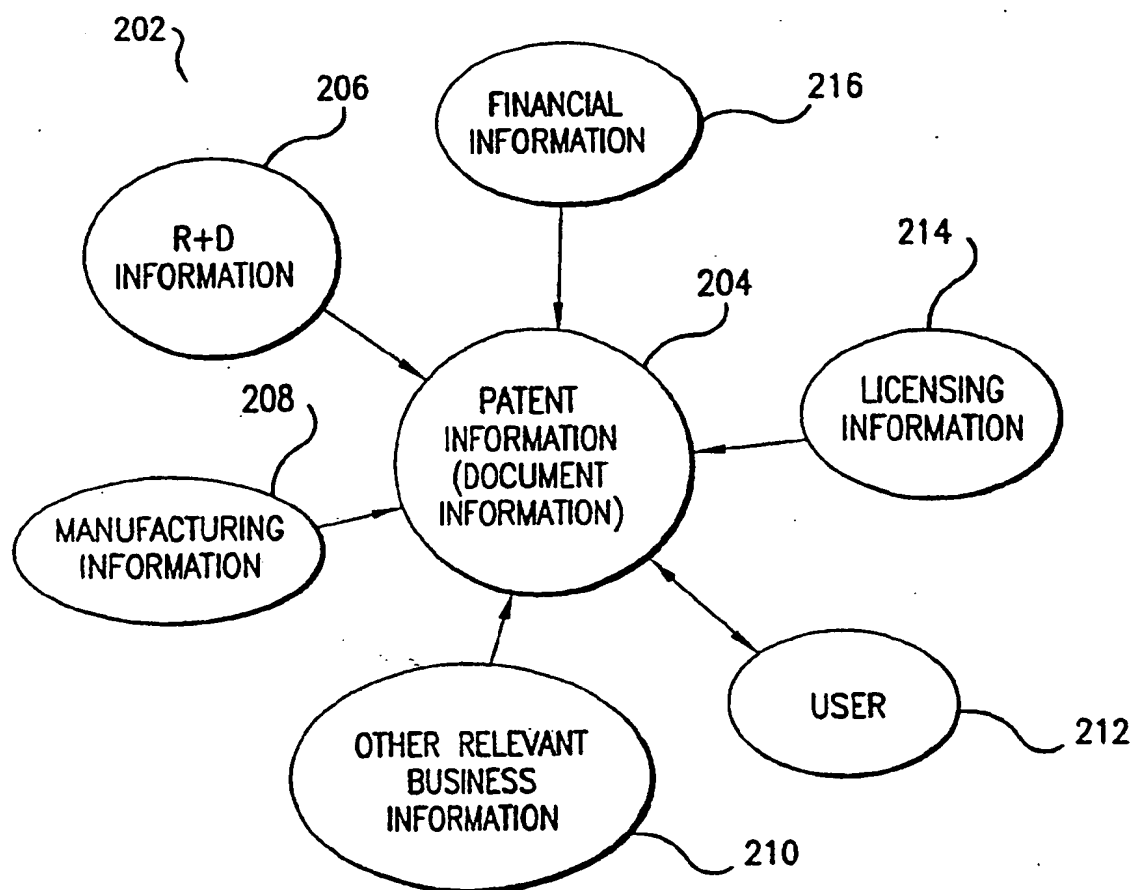 202
206
FINANCIAL
INFORMATION
216
R+D
INFORMATION
214
204
LICENSING
INFORMATION
208
PATENT
INFORMATION
(DOCUMENT
INFORMATION)
MANUFACTURING
INFORMATION
USER
212
OTHER RELEVANT
BUSINESS
INFORMATION
210